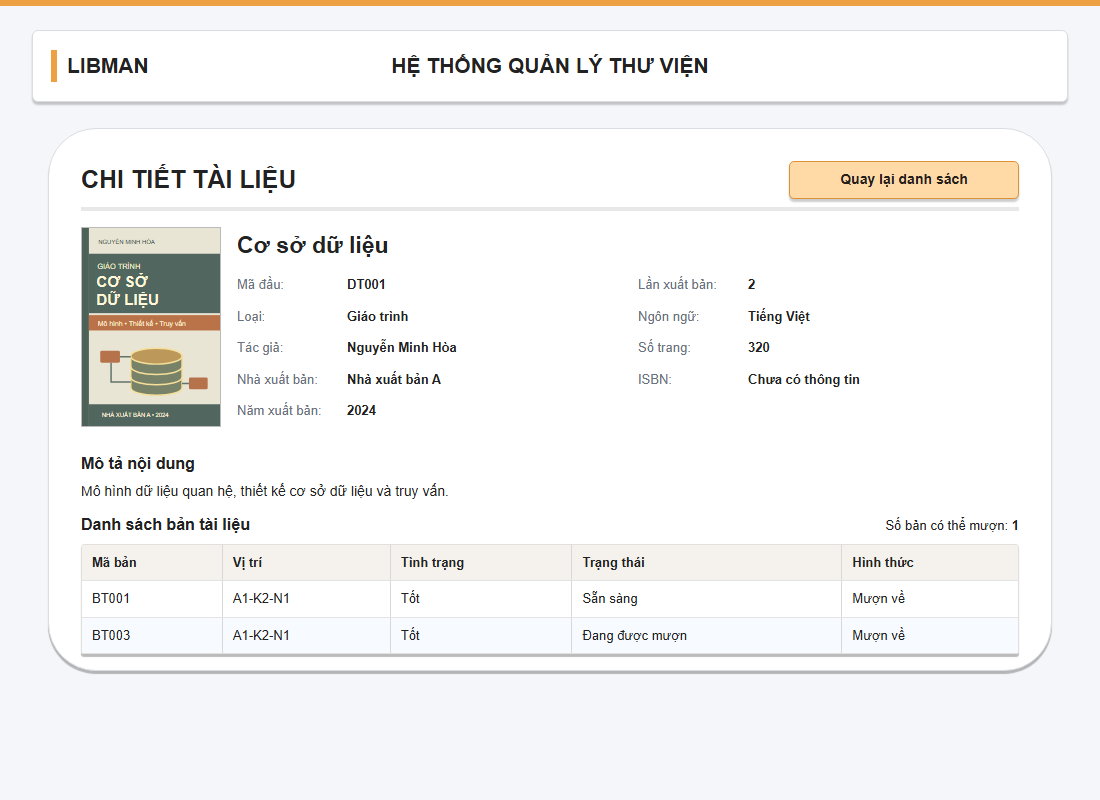 LIBMAN
HỆ THỐNG QUẢN LÝ THƯ VIỆN
CHI TIẾT TÀI LIỆU
Quay lại danh sách
NGUYỄN MINH HÒA
GIÁO TRÌNH
CƠ SỞ
DỮ LIỆU
Mô hình • Thiết kế • Truy vấn
NHÀ XUẤT BẢN A • 2024
Cơ sở dữ liệu
Mã đầu: DT001
Lần xuất bản: 2
Loại: Giáo trình
Ngôn ngữ: Tiếng Việt
Tác giả: Nguyễn Minh Hòa
Số trang: 320
Nhà xuất bản: Nhà xuất bản A
ISBN: Chưa có thông tin
Năm xuất bản: 2024
Mô tả nội dung
Mô hình dữ liệu quan hệ, thiết kế cơ sở dữ liệu và truy vấn.
Danh sách bản tài liệu
Số bản có thể mượn: 1
Mã bản Vị trí Tình trạng Trạng thái Hình thức
BT001 A1-K2-N1 Tốt Sẵn sàng Mượn về
BT003 A1-K2-N1 Tốt Đang được mượn Mượn về